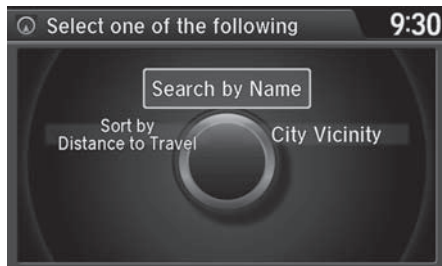 Select one of the following
9:30
Search by Name
Sort by
Distance to Travel
City Vicinity